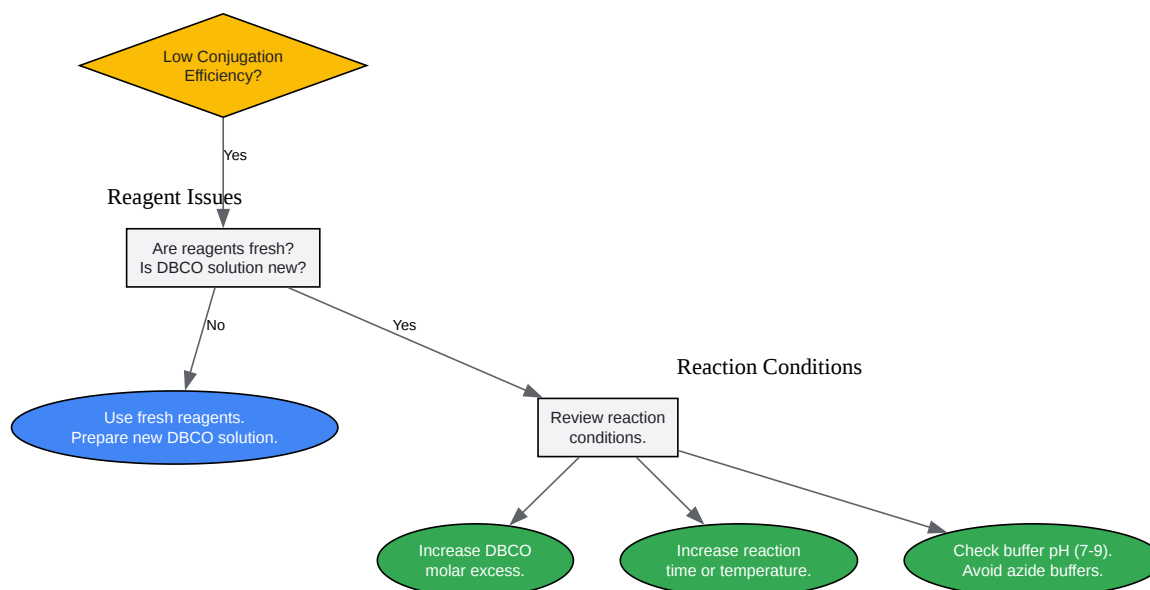 Low Conjugation
Efficiency?
Yes
Reagent Issues
Are reagents fresh?
Is DBCO solution new?
No
Yes
Reaction Conditions
Use fresh reagents.
Prepare new DBCO solution.
Review reaction
conditions.
Increase DBCO
molar excess.
Increase reaction
time or temperature.
Check buffer pH (7-9).
Avoid azide buffers.